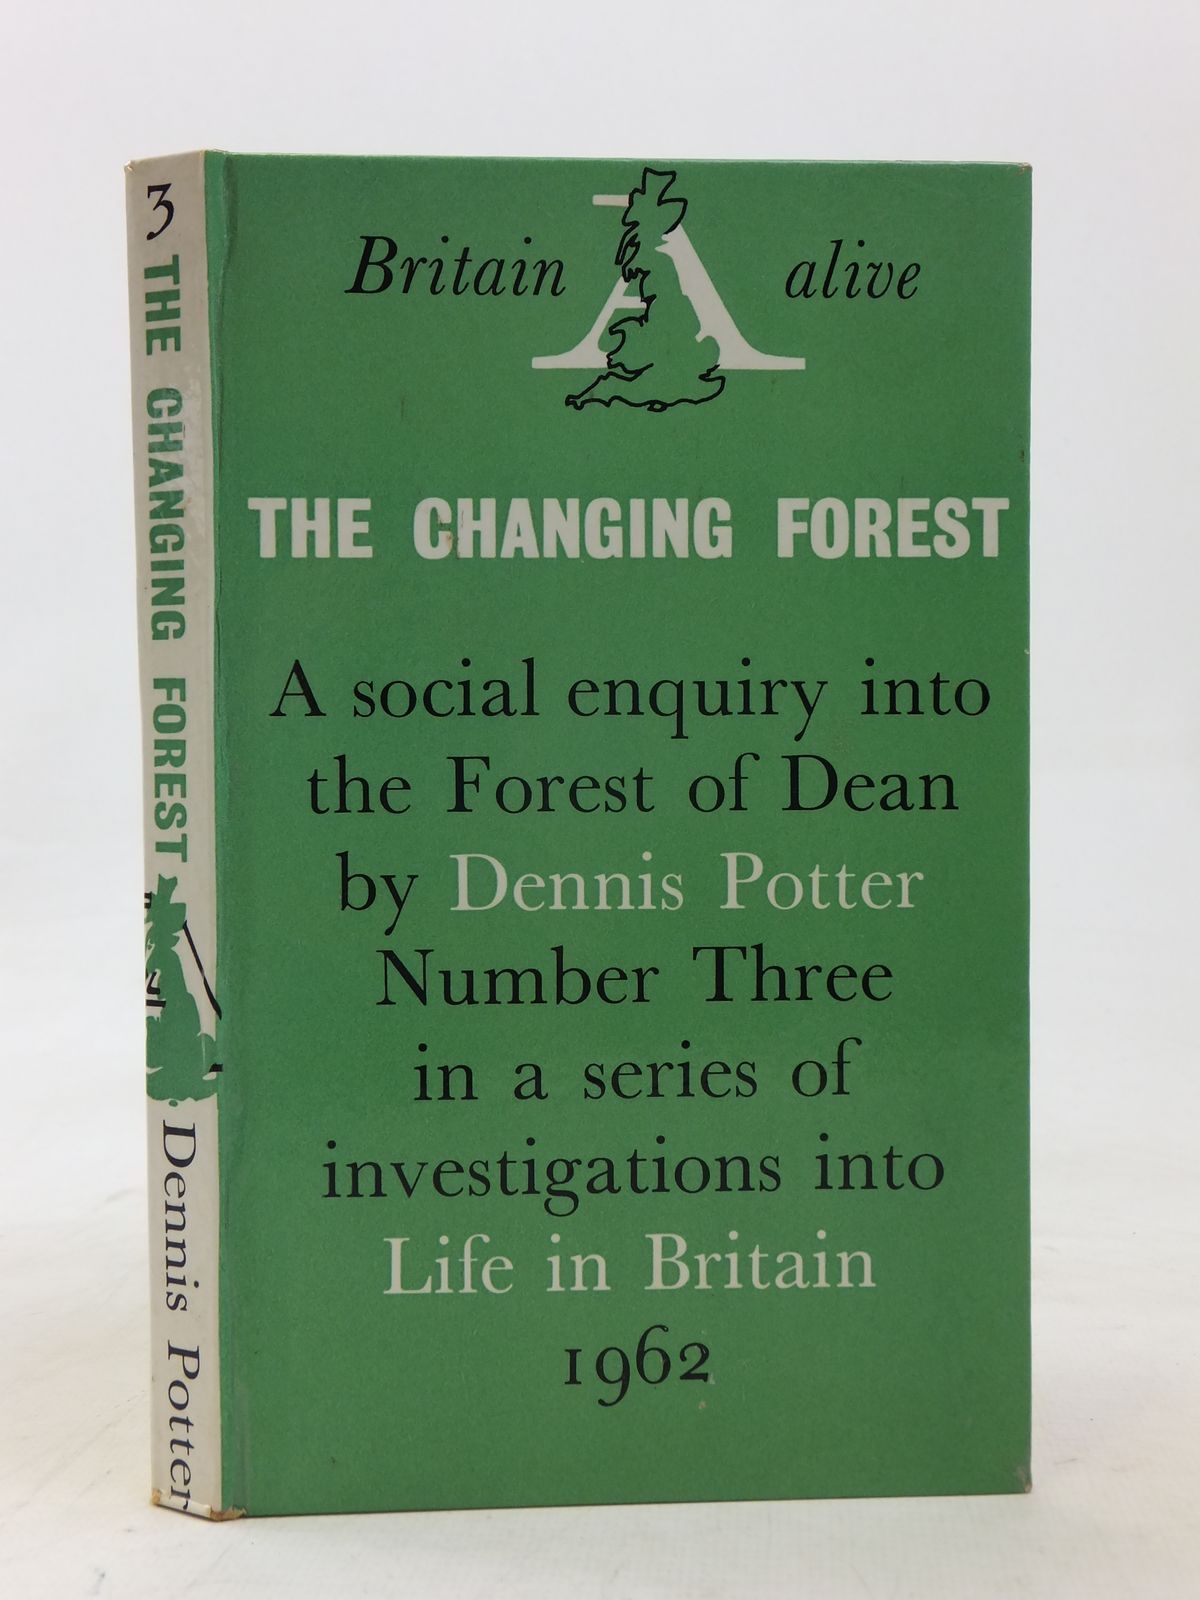 3 THE CHANGING FOREST Dennis Potter
Britain A alive
THE CHANGING FOREST
A social enquiry into
the Forest of Dean
by Dennis Potter
Number Three
in a series of
investigations into
Life in Britain
1962